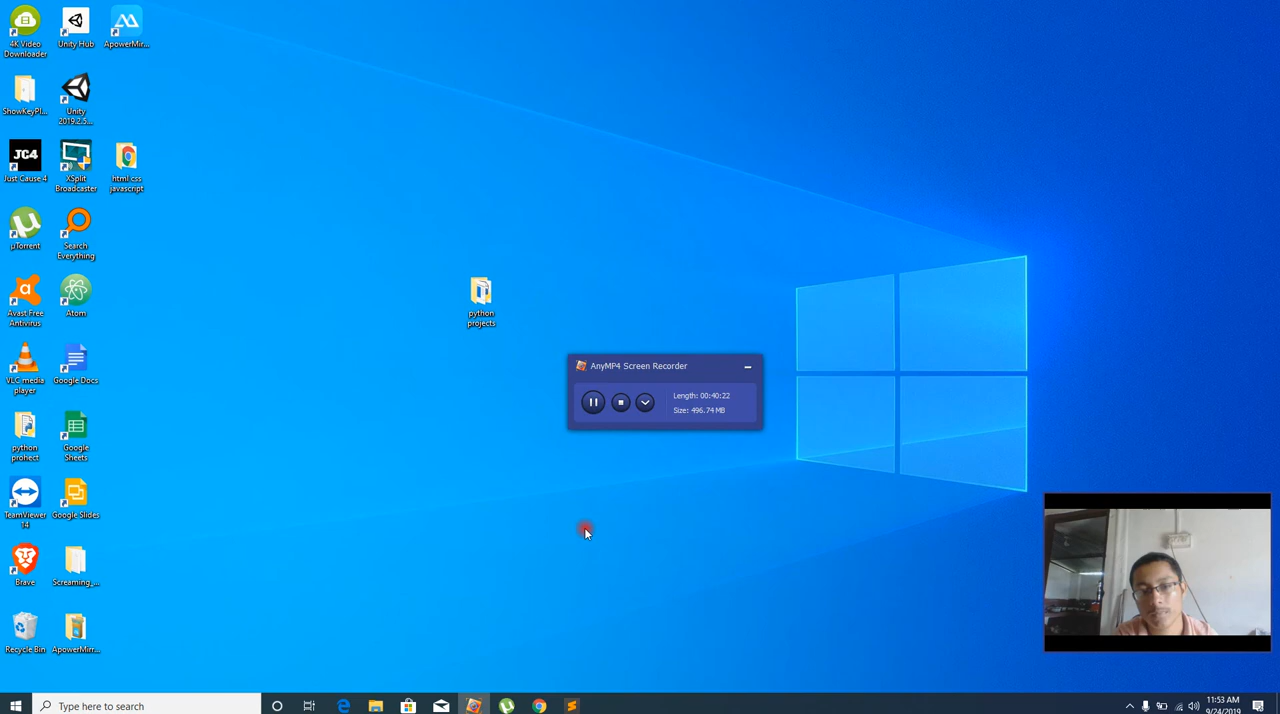 4K Video
Downloader
Unity Hub
ApowerMirr...
ShowKeyPl...
Unity
2019.2.5...
JC4
Just Cause 4
XSplit
Broadcaster
html css
javascript
µTorrent
Search
Everything
Avast Free
Antivirus
Atom
VLC media
player
Google Docs
python
prohect
Google
Sheets
TeamViewer
14
Google Slides
Brave
Screaming_...
Recycle Bin
ApowerMirr...
python
projects
AnyMP4 Screen Recorder
Length: 00:40:22
Size: 496.74 MB
Type here to search
11:53 AM
9/24/2019